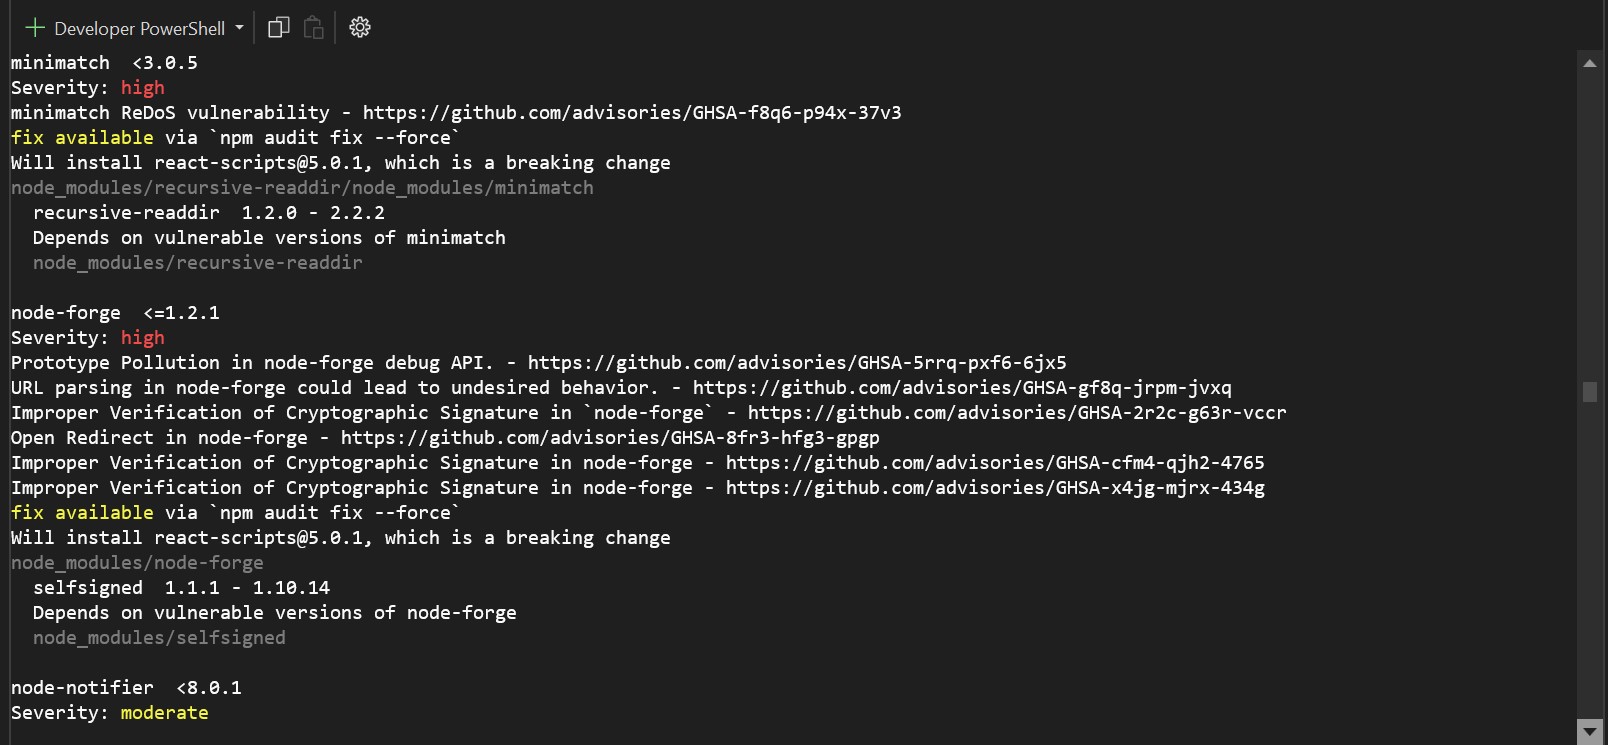 Developer PowerShell
minimatch  <3.0.5
Severity: high
minimatch ReDoS vulnerability - https://github.com/advisories/GHSA-f8q6-p94x-37v3
fix available via `npm audit fix --force`
Will install react-scripts@5.0.1, which is a breaking change
node_modules/recursive-readdir/node_modules/minimatch
  recursive-readdir  1.2.0 - 2.2.2
  Depends on vulnerable versions of minimatch
  node_modules/recursive-readdir

node-forge  <=1.2.1
Severity: high
Prototype Pollution in node-forge debug API. - https://github.com/advisories/GHSA-5rrq-pxf6-6jx5
URL parsing in node-forge could lead to undesired behavior. - https://github.com/advisories/GHSA-gf8q-jrpm-jvxq
Improper Verification of Cryptographic Signature in `node-forge` - https://github.com/advisories/GHSA-2r2c-g63r-vccr
Open Redirect in node-forge - https://github.com/advisories/GHSA-8fr3-hfg3-gpgp
Improper Verification of Cryptographic Signature in node-forge - https://github.com/advisories/GHSA-cfm4-qjh2-4765
Improper Verification of Cryptographic Signature in node-forge - https://github.com/advisories/GHSA-x4jg-mjrx-434g
fix available via `npm audit fix --force`
Will install react-scripts@5.0.1, which is a breaking change
node_modules/node-forge
  selfsigned  1.1.1 - 1.10.14
  Depends on vulnerable versions of node-forge
  node_modules/selfsigned

node-notifier  <8.0.1
Severity: moderate